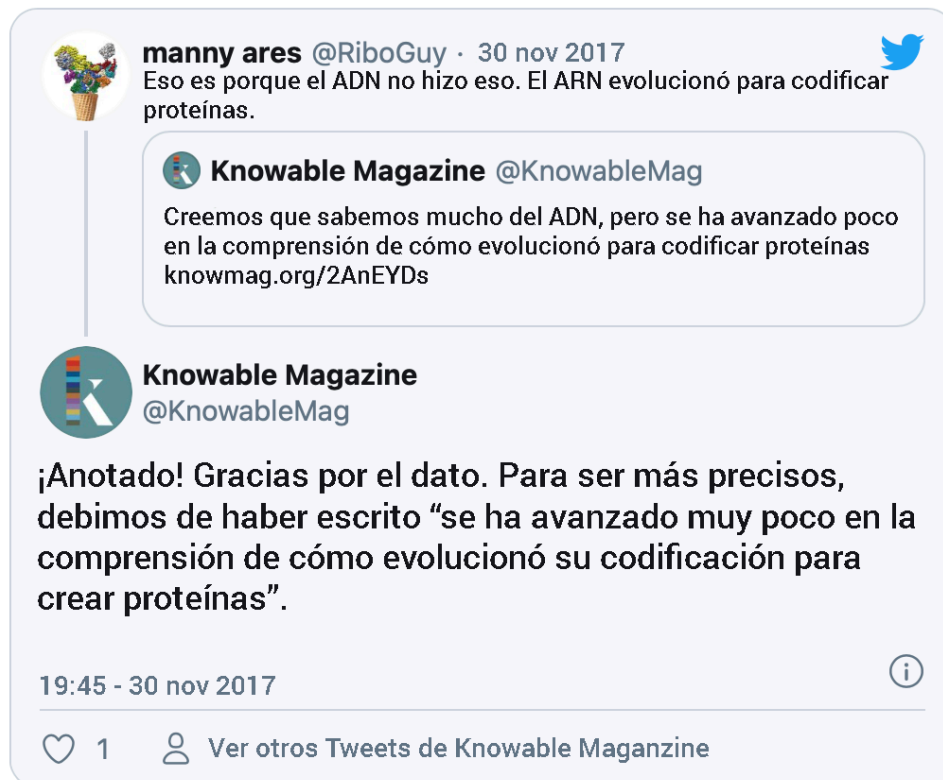 manny ares @RiboGuy · 30 nov 2017
Eso es porque el ADN no hizo eso. El ARN evolucionó para codificar
proteínas.
Knowable Magazine @KnowableMag
Creemos que sabemos mucho del ADN, pero se ha avanzado poco
en la comprensión de cómo evolucionó para codificar proteínas
knowmag.org/2AnEYDs
Knowable Magazine
@KnowableMag
¡Anotado! Gracias por el dato. Para ser más precisos,
debimos de haber escrito “se ha avanzado muy poco en la
comprensión de cómo evolucionó su codificación para
crear proteínas”.
19:45 - 30 nov 2017
1
Ver otros Tweets de Knowable Maganzine